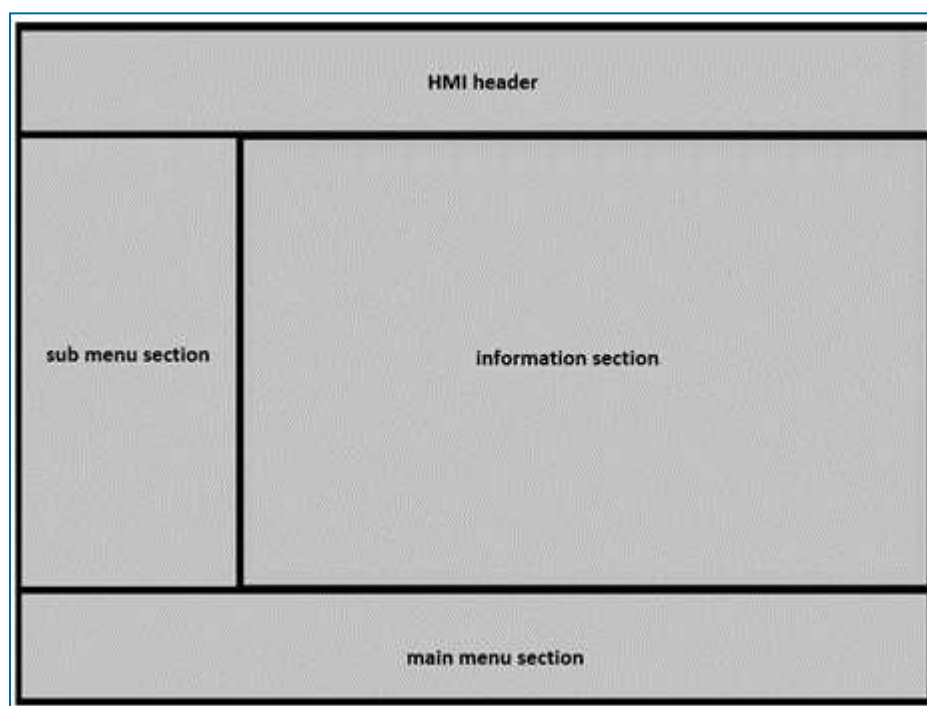 HMI header
sub menu section
information section
main menu section